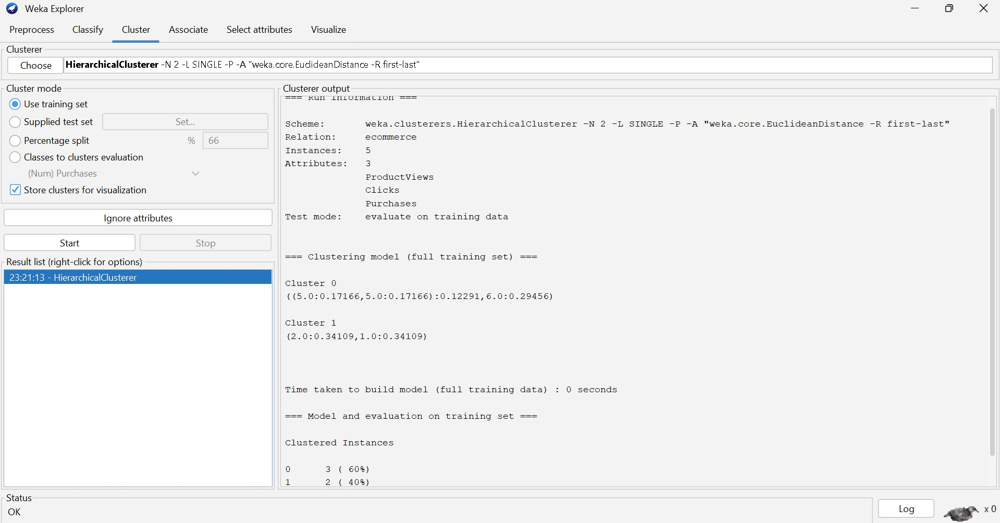 Weka Explorer
Preprocess Classify Cluster Associate Select attributes Visualize
Clusterer
Choose HierarchicalClusterer -N 2 -L SINGLE -P -A "weka.core.EuclideanDistance -R first-last"
Cluster mode
Use training set
Supplied test set Set...
Percentage split % 66
Classes to clusters evaluation
(Num) Purchases
Store clusters for visualization
Ignore attributes
Start Stop
Result list (right-click for options)
23:21:13 - HierarchicalClusterer
Clusterer output
=== Run information ===
Scheme: weka.clusterers.HierarchicalClusterer -N 2 -L SINGLE -P -A "weka.core.EuclideanDistance -R first-last"
Relation: ecommerce
Instances: 5
Attributes: 3
ProductViews
Clicks
Purchases
Test mode: evaluate on training data
=== Clustering model (full training set) ===
Cluster 0
((5.0:0.17166,5.0:0.17166):0.12291,6.0:0.29456)
Cluster 1
(2.0:0.34109,1.0:0.34109)
Time taken to build model (full training data) : 0 seconds
=== Model and evaluation on training set ===
Clustered Instances
0 3 ( 60%)
1 2 ( 40%)
Status
OK
Log
x 0